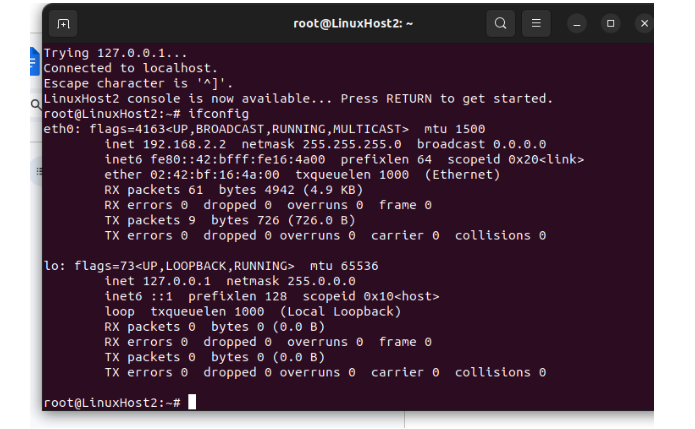 root@LinuxHost2: ~
Trying 127.0.0.1...
Connected to localhost.
Escape character is '^]'.
LinuxHost2 console is now available... Press RETURN to get started.
root@LinuxHost2:~# ifconfig
eth0: flags=4163<UP,BROADCAST,RUNNING,MULTICAST>  mtu 1500
        inet 192.168.2.2  netmask 255.255.255.0  broadcast 0.0.0.0
        inet6 fe80::42:bfff:fe16:4a00  prefixlen 64  scopeid 0x20<link>
        ether 02:42:bf:16:4a:00  txqueuelen 1000  (Ethernet)
        RX packets 61  bytes 4942 (4.9 KB)
        RX errors 0  dropped 0  overruns 0  frame 0
        TX packets 9  bytes 726 (726.0 B)
        TX errors 0  dropped 0 overruns 0  carrier 0  collisions 0

lo: flags=73<UP,LOOPBACK,RUNNING>  mtu 65536
        inet 127.0.0.1  netmask 255.0.0.0
        inet6 ::1  prefixlen 128  scopeid 0x10<host>
        loop  txqueuelen 1000  (Local Loopback)
        RX packets 0  bytes 0 (0.0 B)
        RX errors 0  dropped 0  overruns 0  frame 0
        TX packets 0  bytes 0 (0.0 B)
        TX errors 0  dropped 0 overruns 0  carrier 0  collisions 0

root@LinuxHost2:~#